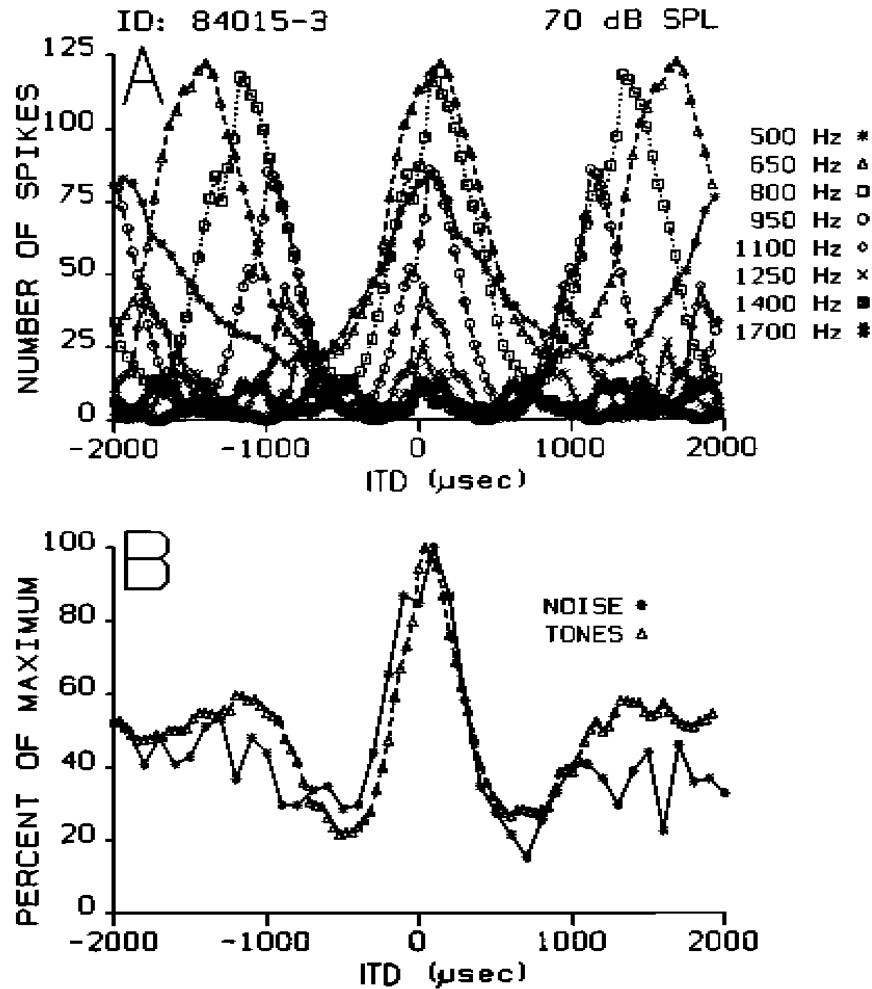 ID: 84015-3 70 dB SPL
A
NUMBER OF SPIKES
125
100
75
50
25
0
-2000 -1000 0 1000 2000
ITD (µsec)
500 Hz
650 Hz
800 Hz
950 Hz
1100 Hz
1250 Hz
1400 Hz
1700 Hz
B
PERCENT OF MAXIMUM
100
80
60
40
20
0
NOISE
TONES
-2000 -1000 0 1000 2000
ITD (µsec)